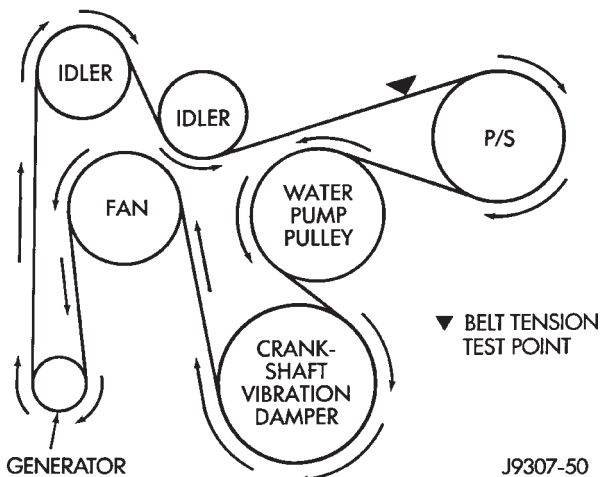 IDLER
IDLER
P/S
FAN
WATER
PUMP
PULLEY
▼ BELT TENSION
TEST POINT
CRANK-
SHAFT
VIBRATION
DAMPER
GENERATOR
J9307-50